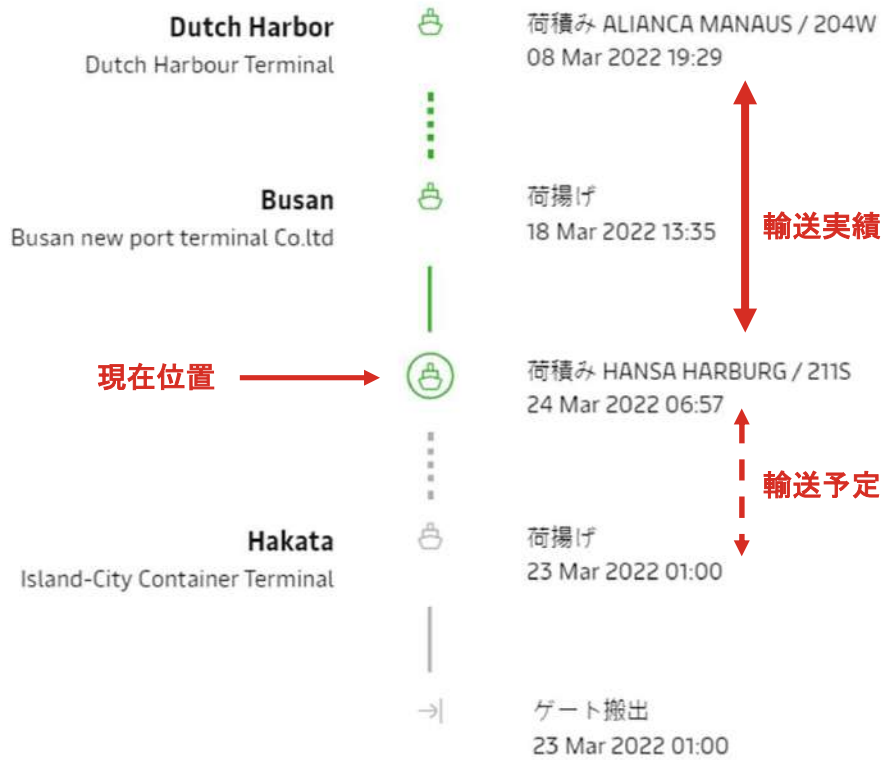 Dutch Harbor
Dutch Harbour Terminal
荷積み ALIANCA MANAUS / 204W
08 Mar 2022 19:29
Busan
Busan new port terminal Co.ltd
荷揚げ
18 Mar 2022 13:35
輸送実績
現在位置
荷積み HANSA HARBURG / 211S
24 Mar 2022 06:57
輸送予定
Hakata
Island-City Container Terminal
荷揚げ
23 Mar 2022 01:00
ゲート搬出
23 Mar 2022 01:00